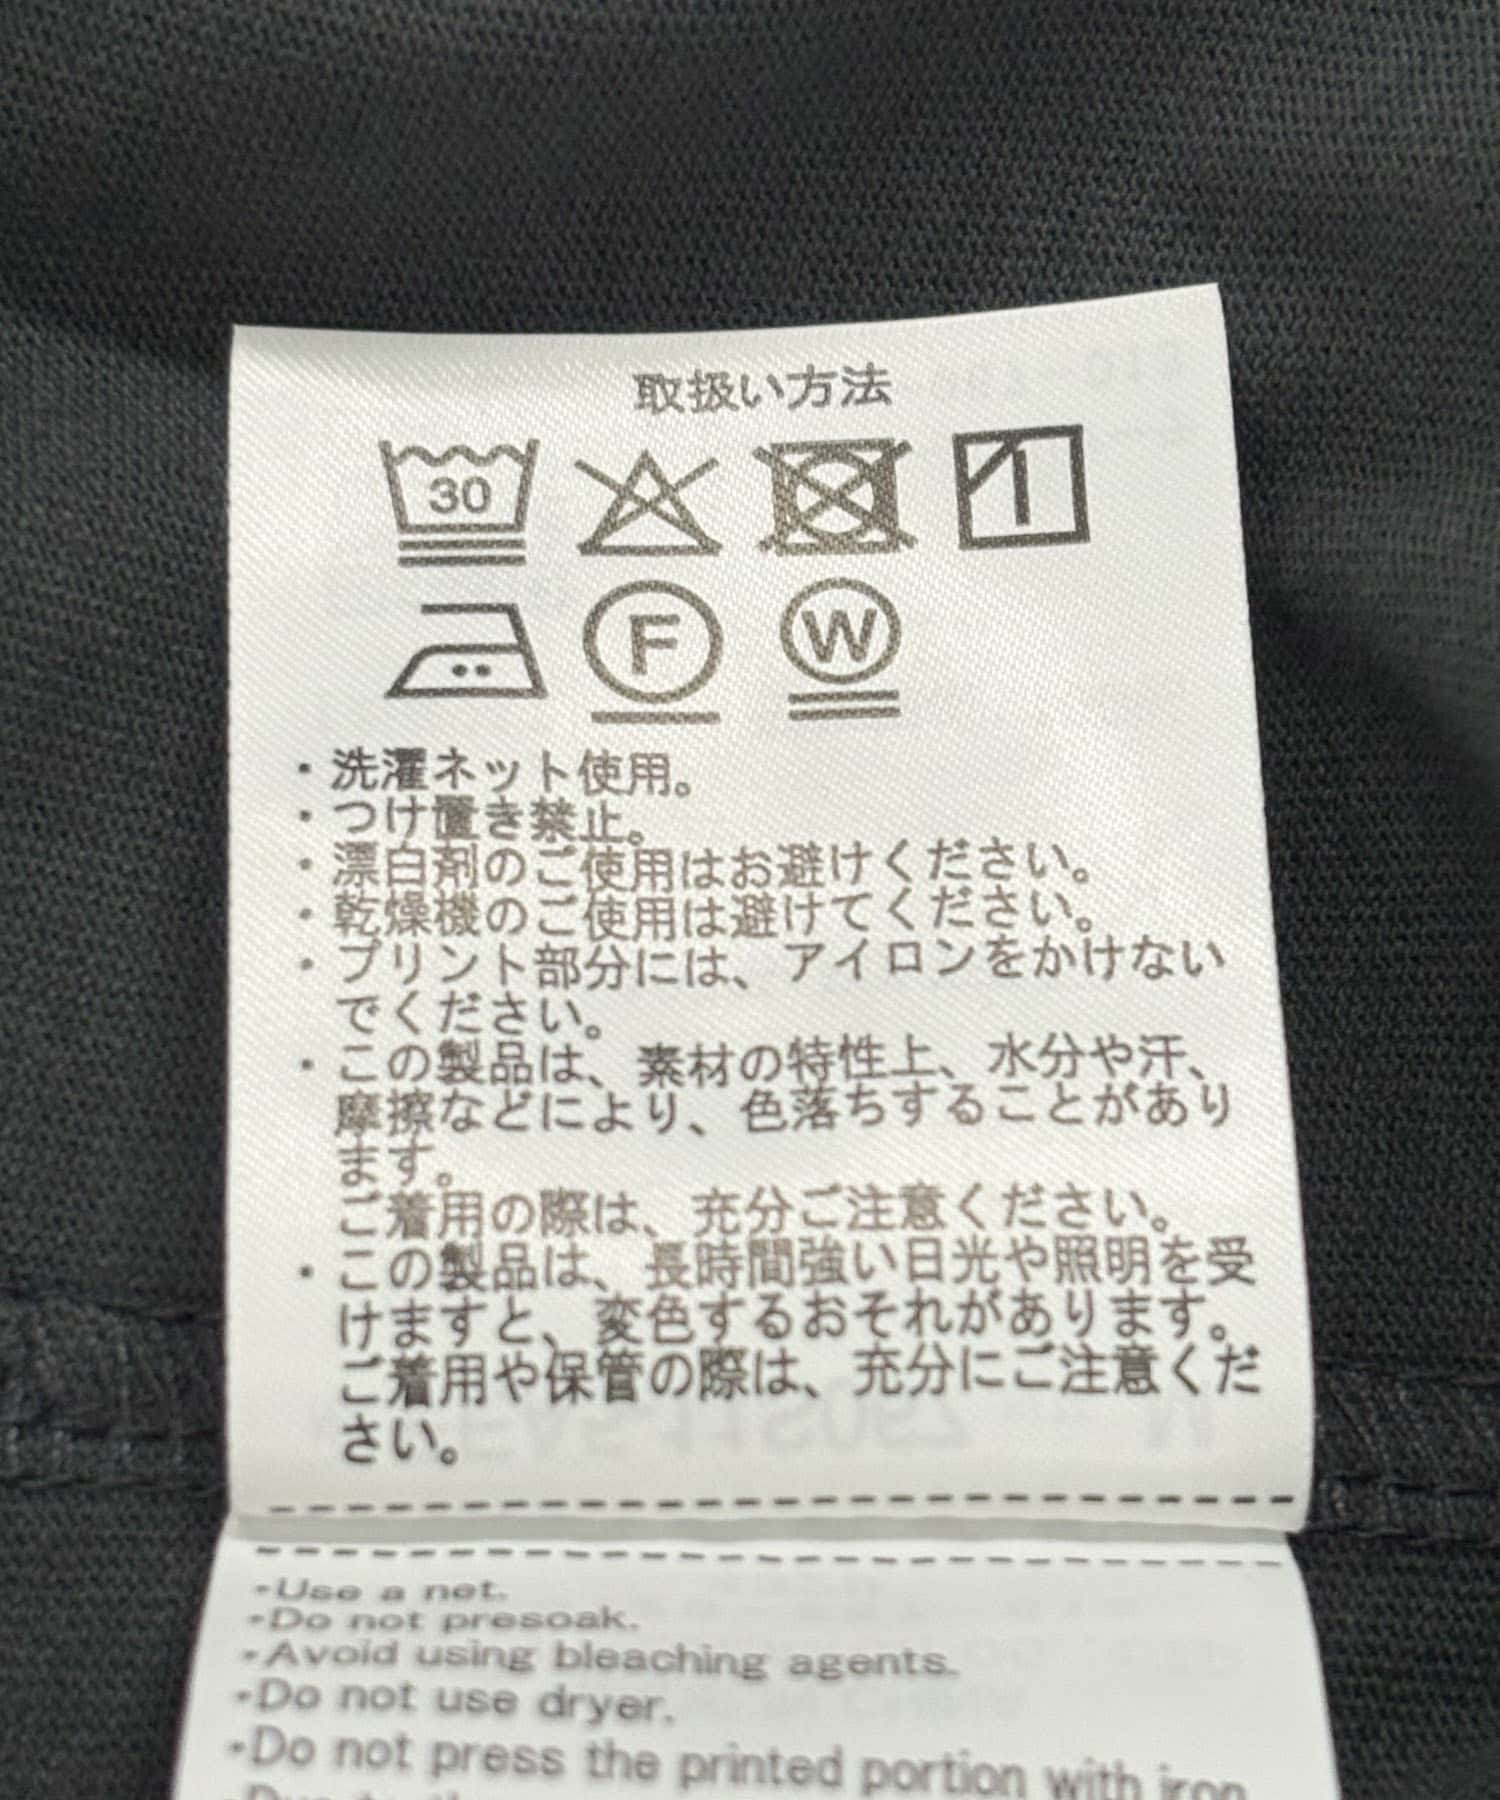 取扱い方法
30
F W
・洗濯ネット使用。
・つけ置き禁止。
・漂白剤のご使用はお避けください。
・乾燥機のご使用は避けてください。
・プリント部分には、アイロンをかけない
でください。
・この製品は、素材の特性上、水分や汗、
摩擦などにより、色落ちすることがあり
ます。
ご着用の際は、充分ご注意ください。
・この製品は、長時間強い日光や照明を受
けますと、変色するおそれがあります。
ご着用や保管の際は、充分にご注意くだ
さい。
・Use a net.
・Do not presoak.
・Avoid using bleaching agents.
・Do not use dryer.
・Do not press the printed portion with iron